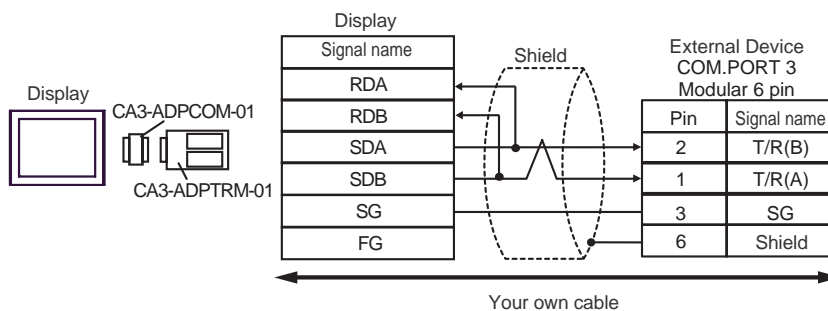 Display
Signal name
RDA
RDB
SDA
SDB
SG
FG
Shield
External Device
COM.PORT 3
Modular 6 pin
Pin Signal name
2 T/R(B)
1 T/R(A)
3 SG
6 Shield
Display
CA3-ADPCOM-01
CA3-ADPTRM-01
Your own cable